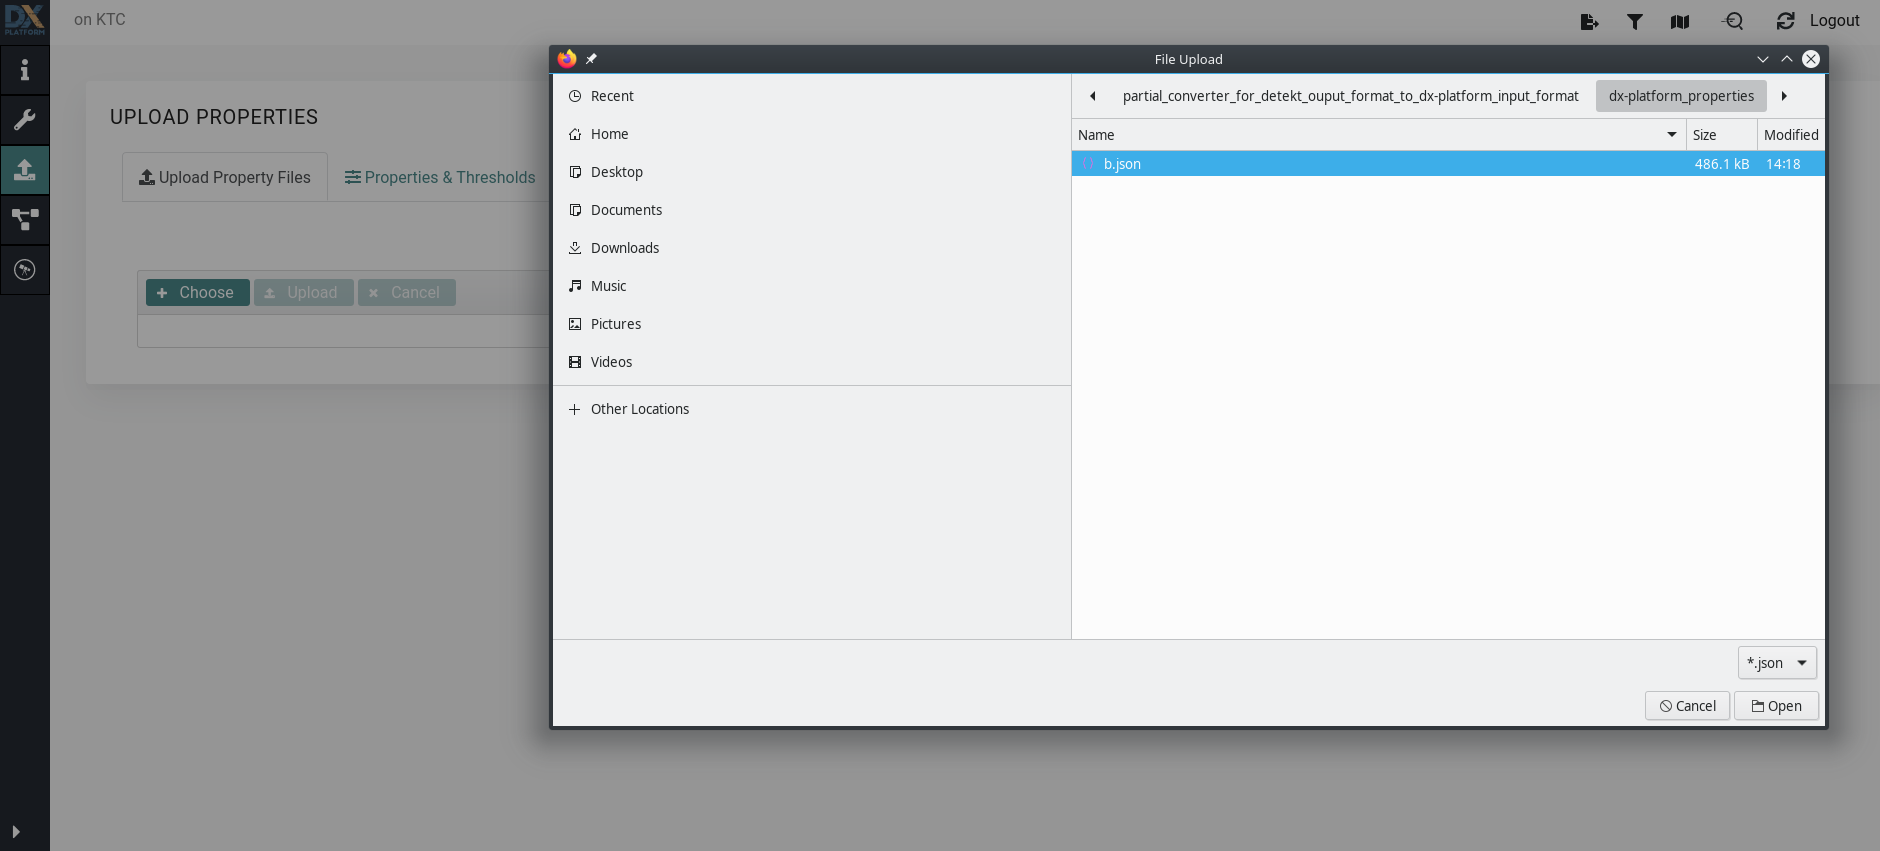 DX
PLATFORM
on KTC
Logout
UPLOAD PROPERTIES
Upload Property Files
Properties & Thresholds
Choose
Upload
Cancel
File Upload
Recent
Home
Desktop
Documents
Downloads
Music
Pictures
Videos
Other Locations
partial_converter_for_detekt_ouput_format_to_dx-platform_input_format
dx-platform_properties
Name Size Modified
b.json 486.1 kB 14:18
*.json
Cancel Open